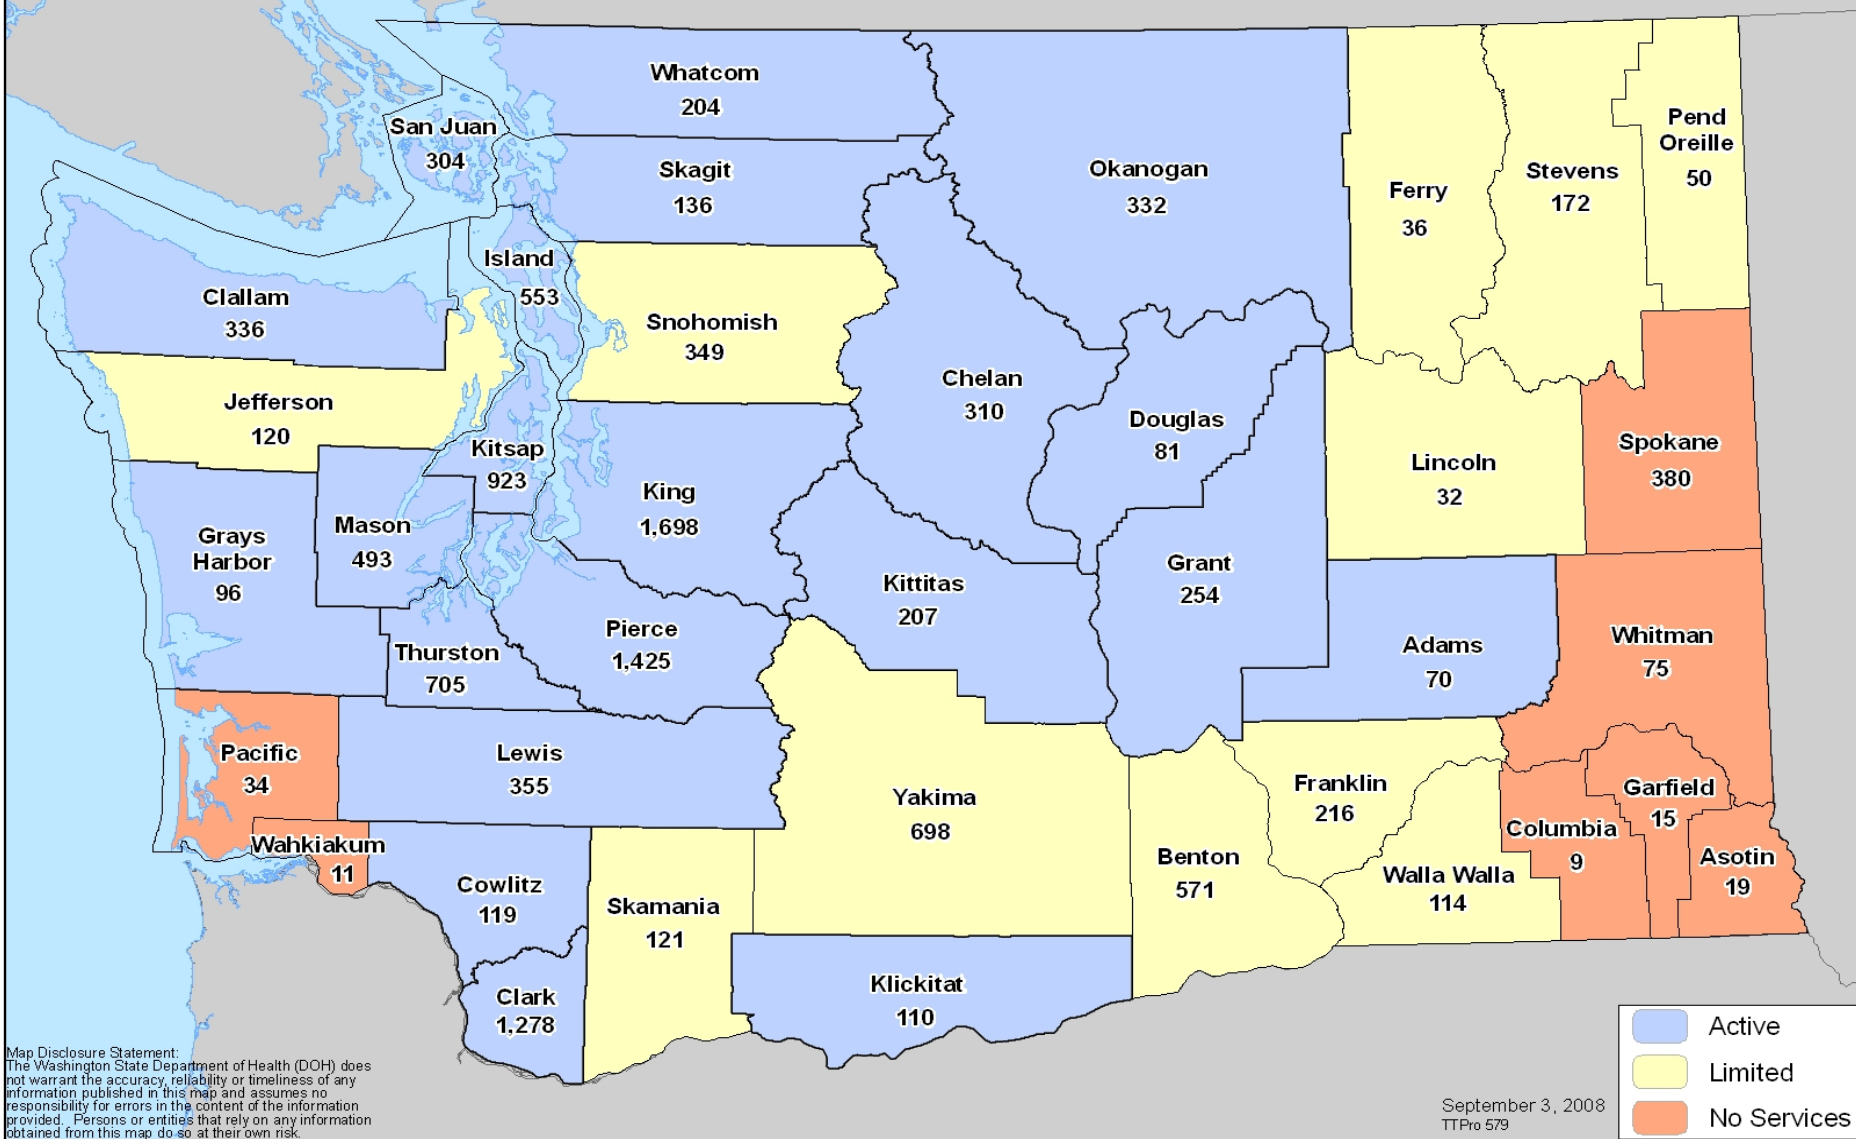 Whatcom
204
San Juan
304
Skagit
136
Okanogan
332
Ferry
36
Stevens
172
Pend
Oreille
50
Island
553
Clallam
336
Snohomish
349
Jefferson
120
Chelan
310
Douglas
81
Kitsap
923
King
1,698
Lincoln
32
Spokane
380
Grays
Harbor
96
Mason
493
Kittitas
207
Grant
254
Thurston
705
Pierce
1,425
Adams
70
Whitman
75
Pacific
34
Lewis
355
Yakima
698
Franklin
216
Garfield
15
Wahkiakum
11
Columbia
9
Asotin
19
Cowlitz
119
Skamania
121
Benton
571
Walla Walla
114
Clark
1,278
Klickitat
110
Map Disclosure Statement:
The Washington State Department of Health (DOH) does
not warrant the accuracy, reliability or timeliness of any
information published in this map and assumes no
responsibility for errors in the content of the information
provided.  Persons or entities that rely on any information
obtained from this map do so at their own risk.
September 3, 2008
TTPro 579
Active
Limited
No Services